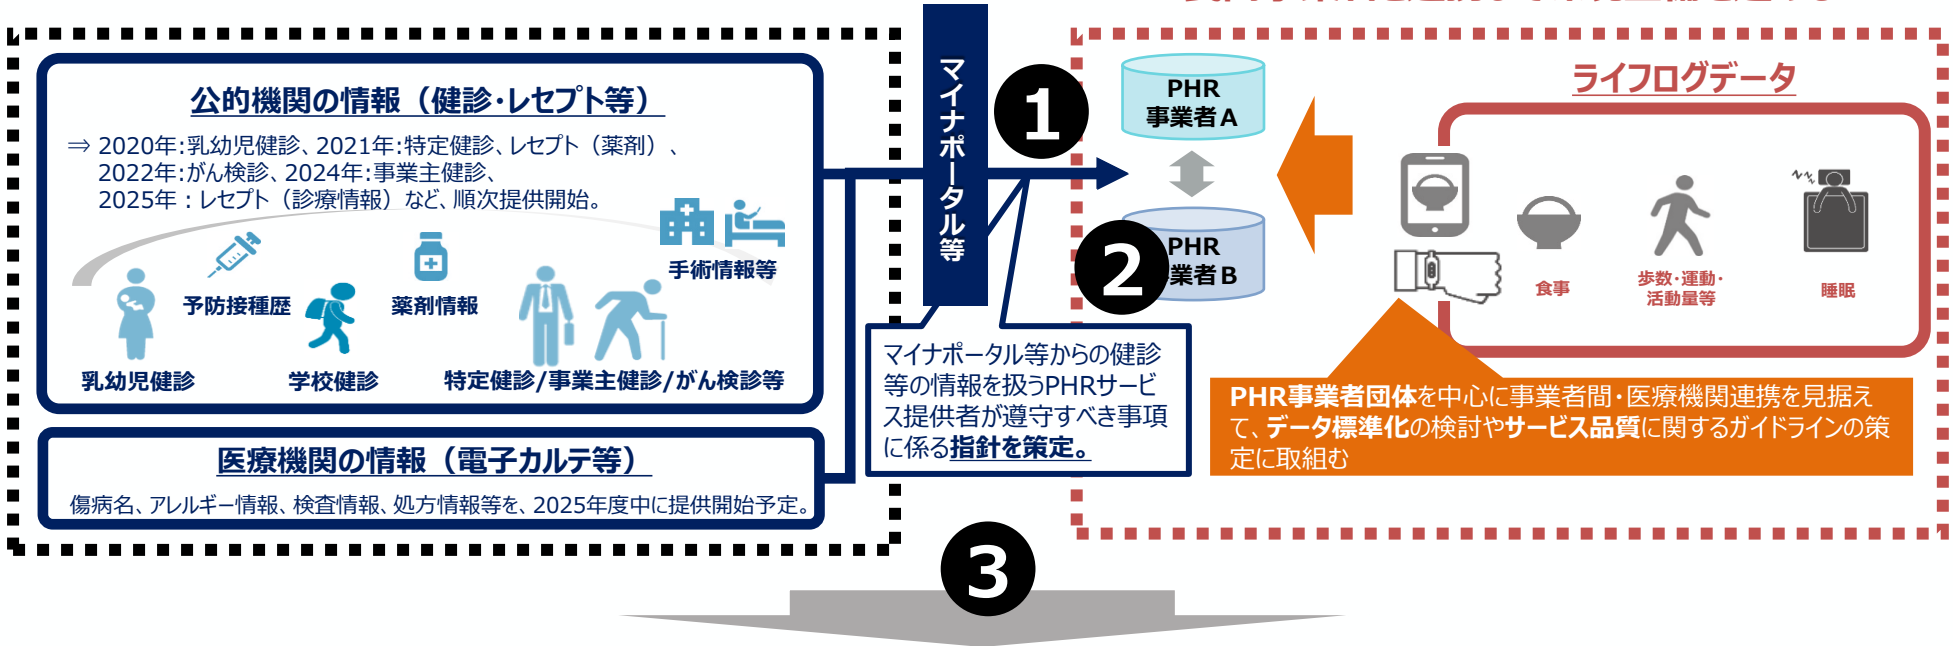 公的機関の情報（健診・レセプト等）
⇒ 2020年:乳幼児健診、2021年:特定健診、レセプト（薬剤）、
2022年:がん検診、2024年:事業主健診、
2025年：レセプト（診療情報）など、順次提供開始。
手術情報等
予防接種歴
薬剤情報
乳幼児健診
学校健診
特定健診/事業主健診/がん検診等
医療機関の情報（電子カルテ等）
傷病名、アレルギー情報、検査情報、処方情報等を、2025年度中に提供開始予定。
マイナポータル等
1
PHR
事業者A
2
PHR
業者B
マイナポータル等からの健診
等の情報を扱うPHRサービ
ス提供者が遵守すべき事項
に係る指針を策定。
ライフログデータ
食事
歩数・運動・
活動量等
睡眠
PHR事業者団体を中心に事業者間・医療機関連携を見据え
て、データ標準化の検討やサービス品質に関するガイドラインの策
定に取組む
3